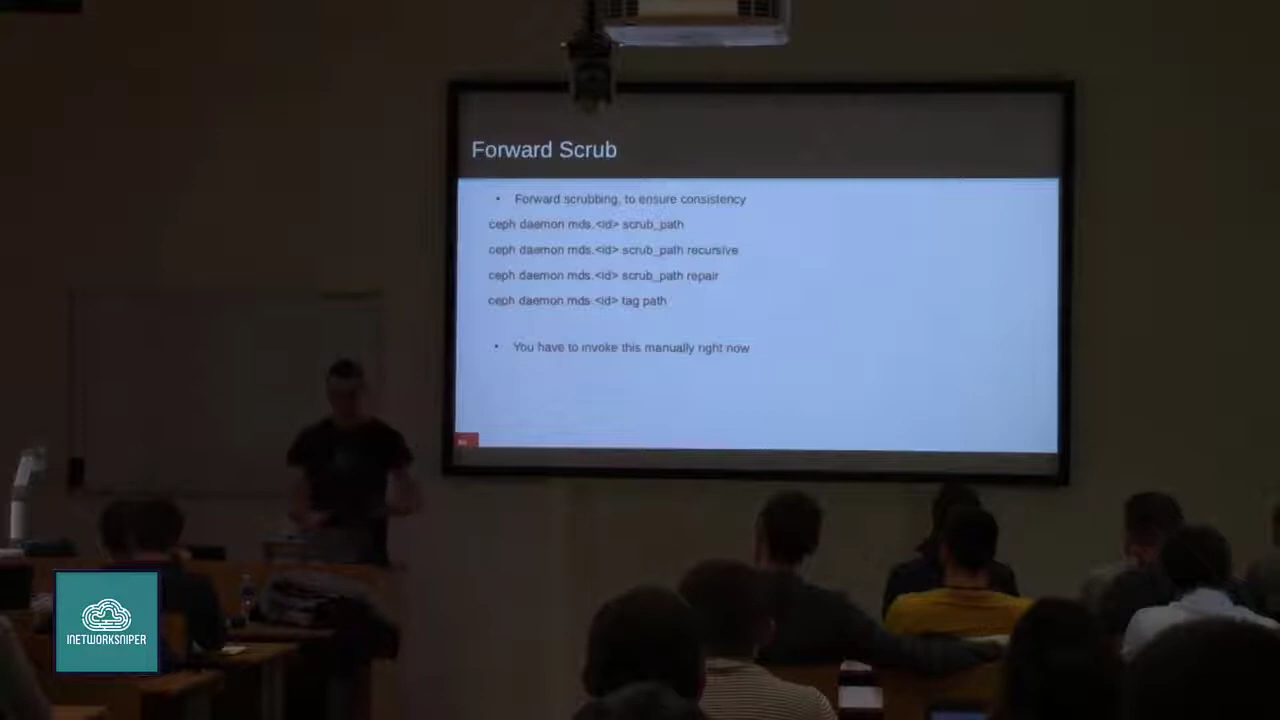 Forward Scrub
• Forward scrubbing, to ensure consistency
ceph daemon mds.<id> scrub_path
ceph daemon mds.<id> scrub_path recursive
ceph daemon mds.<id> scrub_path repair
ceph daemon mds.<id> tag path
• You have to invoke this manually right now
INETWORKSNIPER